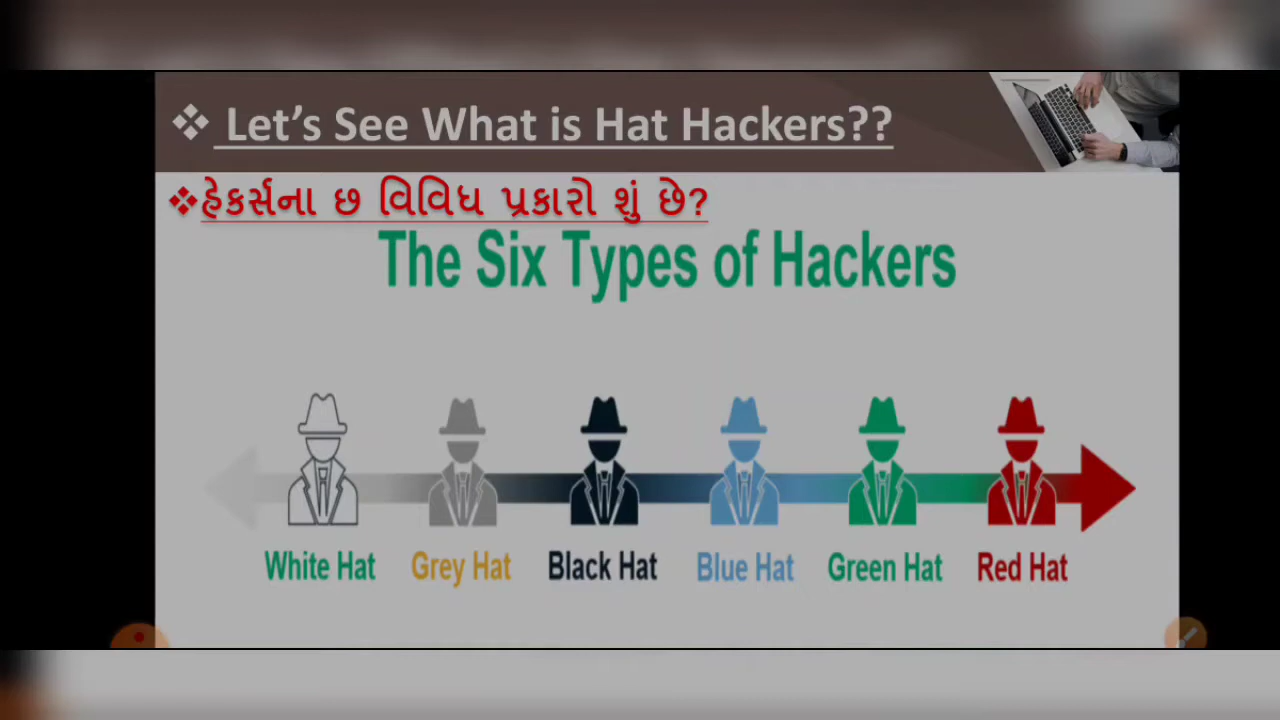 ❖ Let's See What is Hat Hackers??
❖હેકર્સના છ વિવિધ પ્રકારો શું છે?
The Six Types of Hackers
White Hat Grey Hat Black Hat Blue Hat Green Hat Red Hat